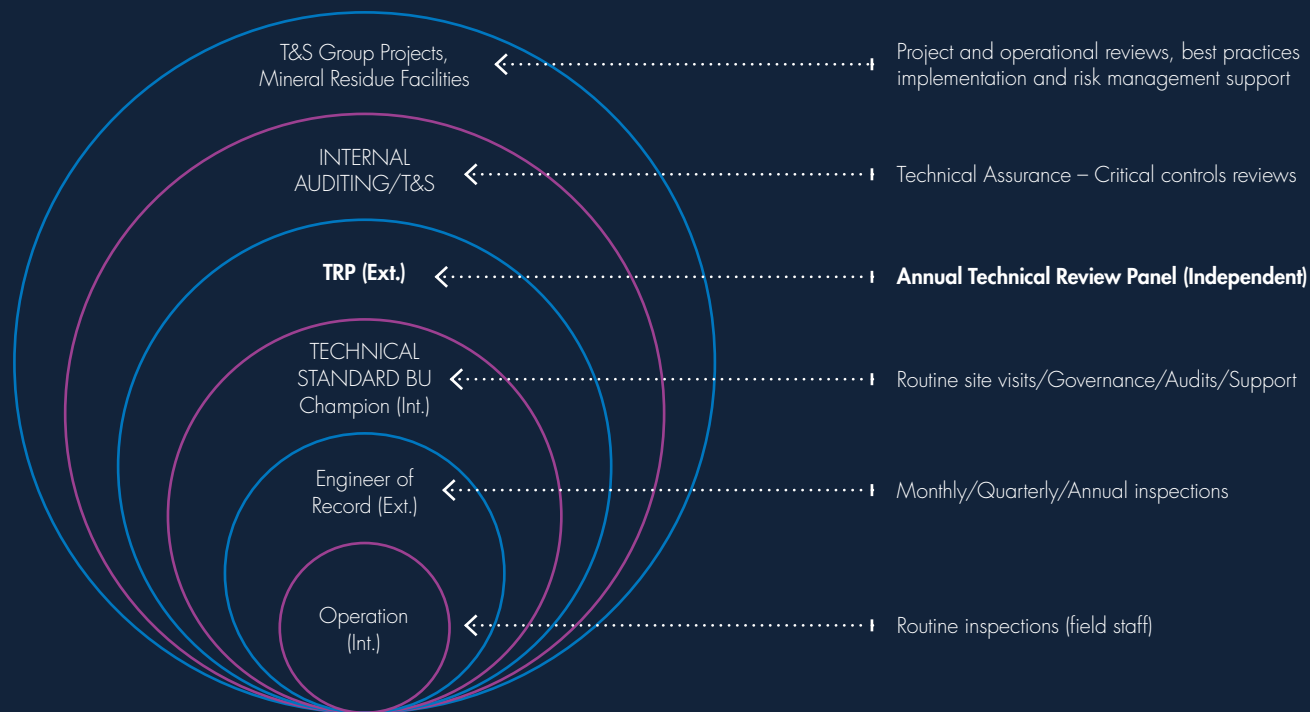 T&S Group Projects,
Mineral Residue Facilities
Project and operational reviews, best practices
implementation and risk management support
INTERNAL
AUDITING/T&S
Technical Assurance – Critical controls reviews
TRP (Ext.)
Annual Technical Review Panel (Independent)
TECHNICAL
STANDARD BU
Champion (Int.)
Routine site visits/Governance/Audits/Support
Engineer of
Record (Ext.)
Monthly/Quarterly/Annual inspections
Operation
(Int.)
Routine inspections (field staff)